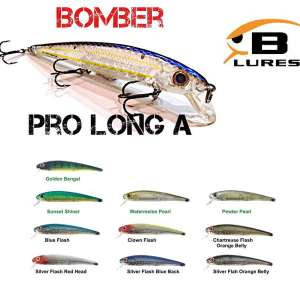 BOMBER
B
LURES
PRO LONG A
Golden Bengal
Sunset Shiner
Watermelon Pearl
Pewter Pearl
Blue Flash
Clown Flash
Chartreuse Flash
Orange Belly
Silver Flash Red Head
Silver Flash Blue Back
Silver Flah Orange Belly